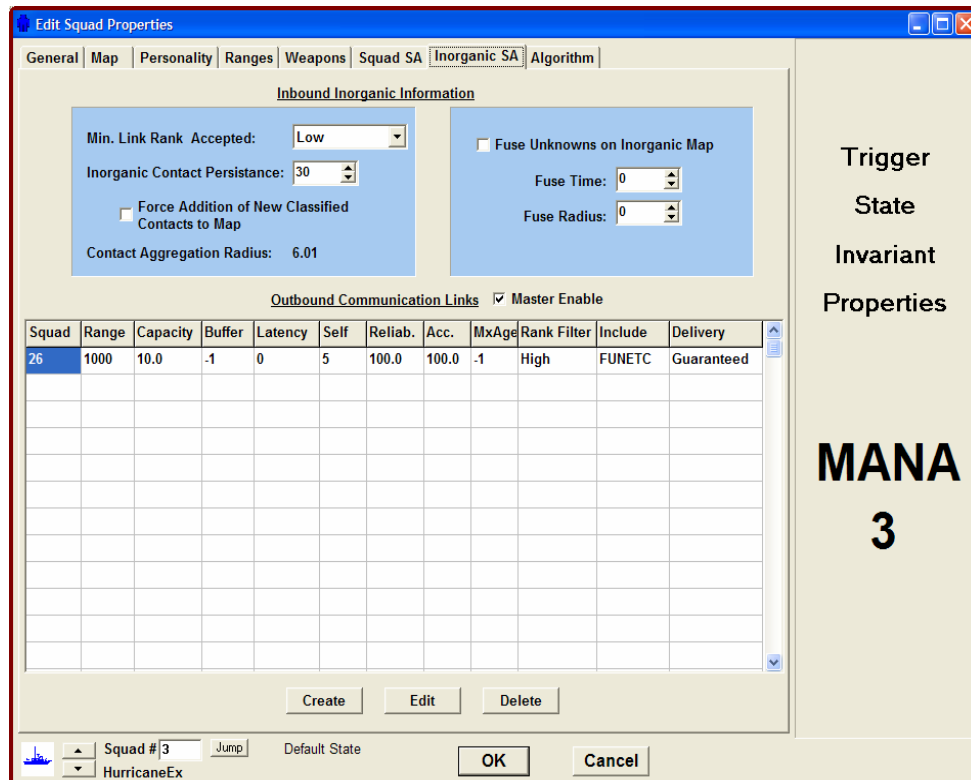 Edit Squad Properties
General Map Personality Ranges Weapons Squad SA Inorganic SA Algorithm
Inbound Inorganic Information
Min. Link Rank Accepted: Low
Inorganic Contact Persistance: 30
Force Addition of New Classified
Contacts to Map
Contact Aggregation Radius: 6.01
Fuse Unknowns on Inorganic Map
Fuse Time: 0
Fuse Radius: 0
Outbound Communication Links Master Enable
Squad Range Capacity Buffer Latency Self Reliab. Acc. MxAge Rank Filter Include Delivery
26 1000 10.0 -1 0 5 100.0 100.0 -1 High FUNETC Guaranteed
Create Edit Delete
Squad # 3 Jump Default State OK Cancel
HurricaneEx
Trigger
State
Invariant
Properties
MANA
3